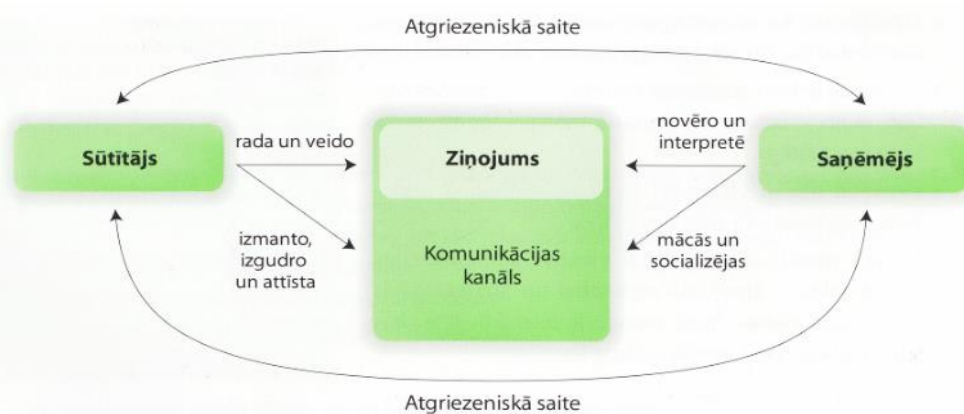 Atgriezeniskā saite
Sūtītājs
rada un veido
izmanto,
izgudro
un attīsta
Ziņojums
Komunikācijas
kanāls
novēro un
interpretē
mācās un
socializējas
Saņēmējs
Atgriezeniskā saite